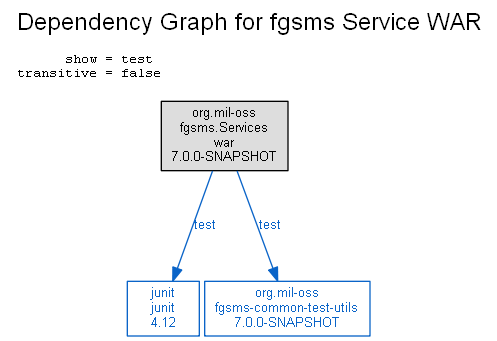 Dependency Graph for fgsms Service WAR
show = test
transitive = false
org.mil-oss
fgsms.Services
war
7.0.0-SNAPSHOT
test
test
junit
junit
4.12
org.mil-oss
fgsms-common-test-utils
7.0.0-SNAPSHOT